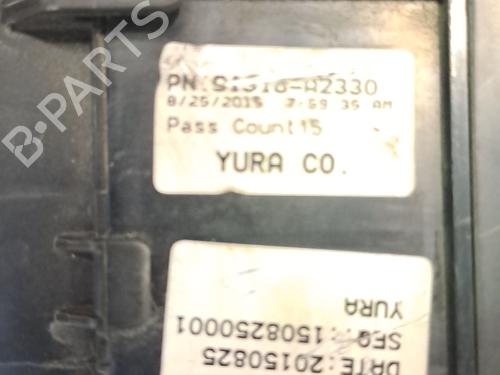 B-PARTS
PN:91318-A2330
8/25/2015 7:59 35 AM
Pass Count15
YURA CO.
YURA
SEQ.:1508250001
DATE:20150825